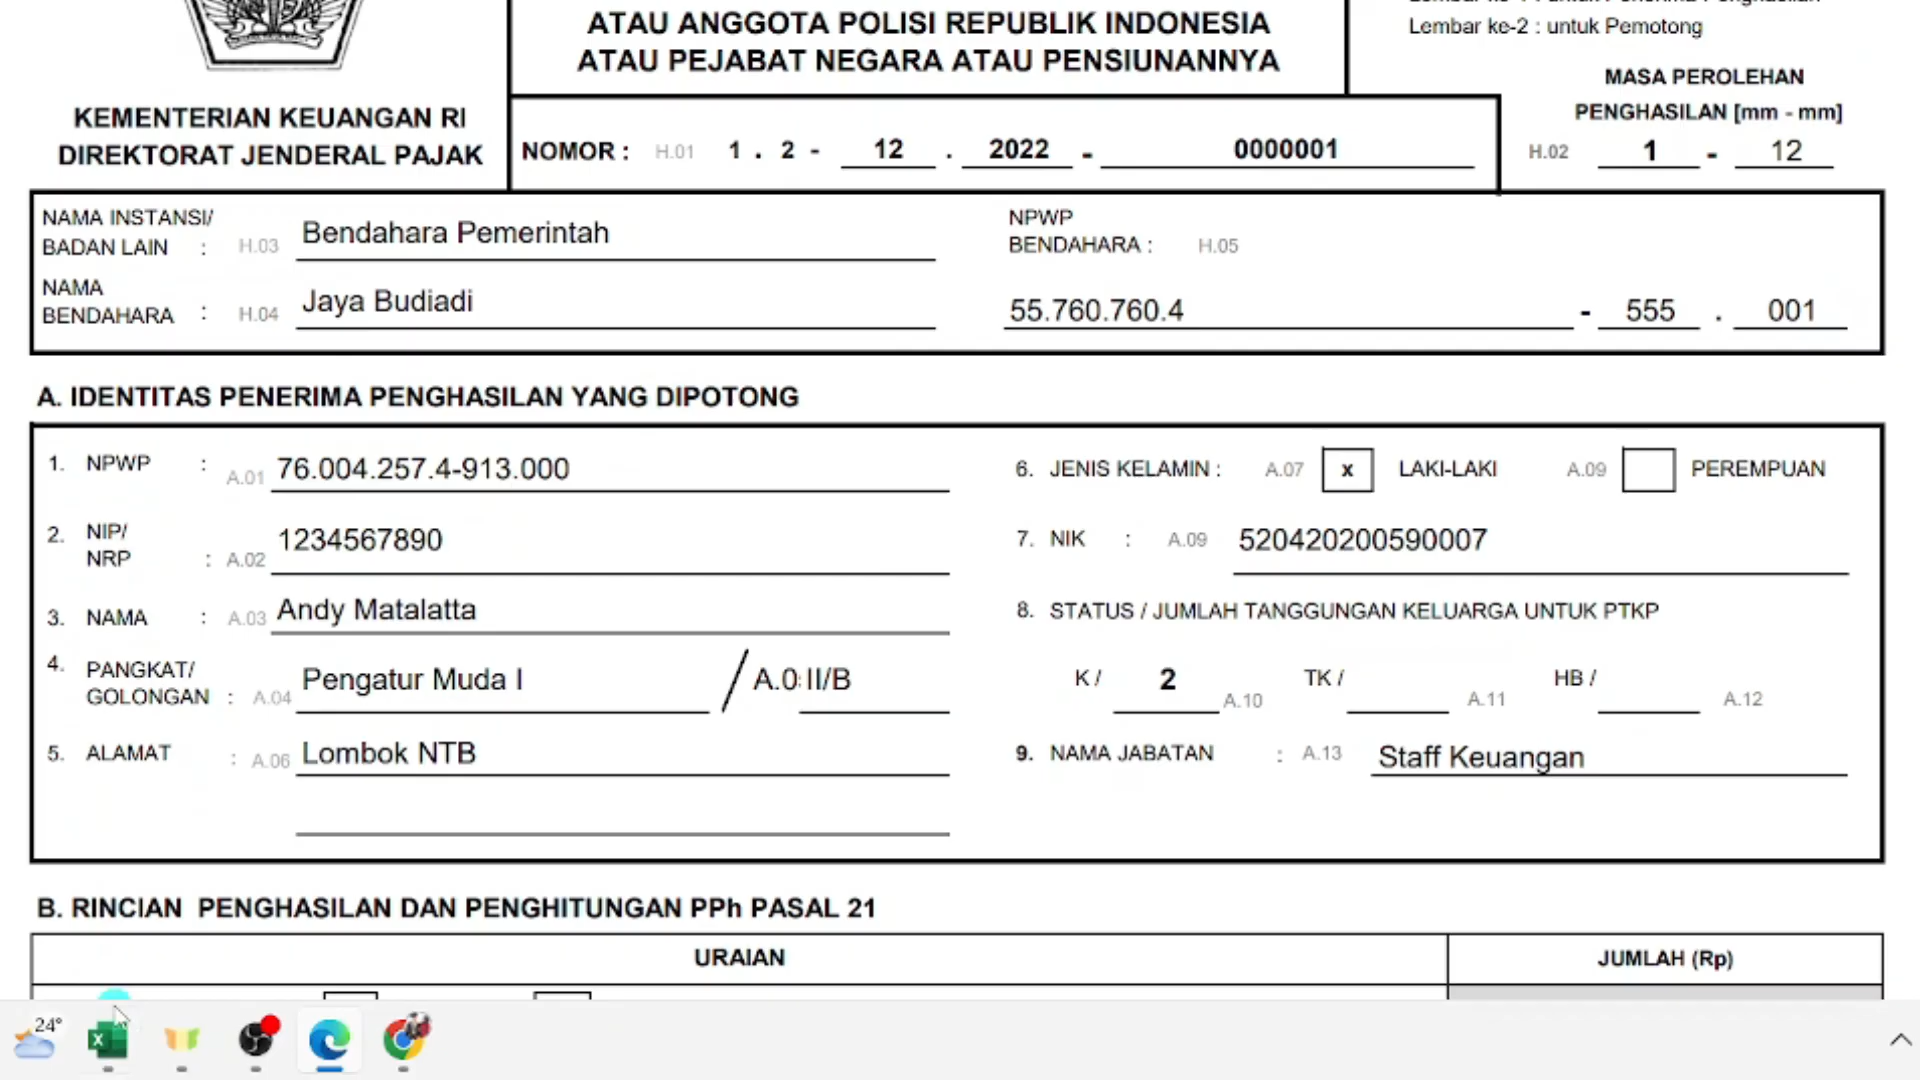 ATAU ANGGOTA POLISI REPUBLIK INDONESIA
ATAU PEJABAT NEGARA ATAU PENSIUNANNYA
Lembar ke-2 : untuk Pemotong
MASA PEROLEHAN
PENGHASILAN [mm - mm]
KEMENTERIAN KEUANGAN RI
DIREKTORAT JENDERAL PAJAK
NOMOR : H.01 1 . 2 - 12 . 2022 - 0000001
H.02 1 - 12
NAMA INSTANSI/
BADAN LAIN : H.03 Bendahara Pemerintah
NPWP
BENDAHARA : H.05
NAMA
BENDAHARA : H.04 Jaya Budiadi
55.760.760.4 - 555 . 001
A. IDENTITAS PENERIMA PENGHASILAN YANG DIPOTONG
1. NPWP : A.01 76.004.257.4-913.000
6. JENIS KELAMIN : A.07 x LAKI-LAKI A.09 PEREMPUAN
2. NIP/
NRP : A.02 1234567890
7. NIK : A.09 520420200590007
3. NAMA : A.03 Andy Matalatta
8. STATUS / JUMLAH TANGGUNGAN KELUARGA UNTUK PTKP
4. PANGKAT/
GOLONGAN : A.04 Pengatur Muda I / A.0 II/B
K / 2 A.10 TK / A.11 HB / A.12
5. ALAMAT : A.06 Lombok NTB
9. NAMA JABATAN : A.13 Staff Keuangan
B. RINCIAN PENGHASILAN DAN PENGHITUNGAN PPh PASAL 21
URAIAN
JUMLAH (Rp)
24°